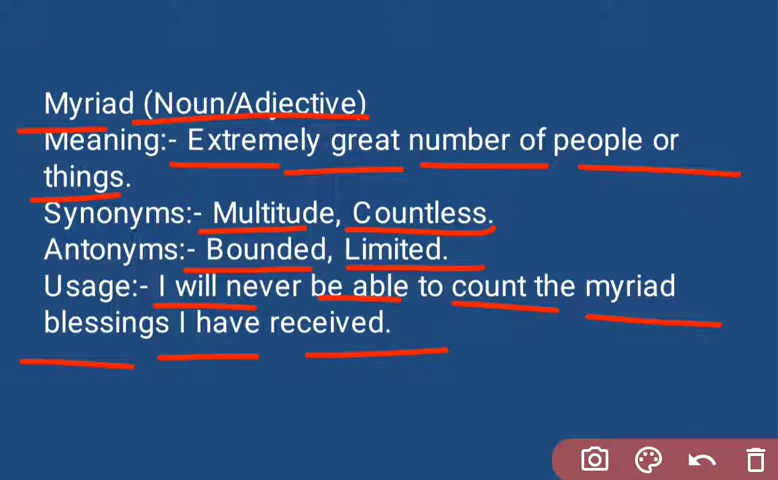 Myriad (Noun/Adjective)
Meaning:- Extremely great number of people or
things.
Synonyms:- Multitude, Countless.
Antonyms:- Bounded, Limited.
Usage:- I will never be able to count the myriad
blessings I have received.